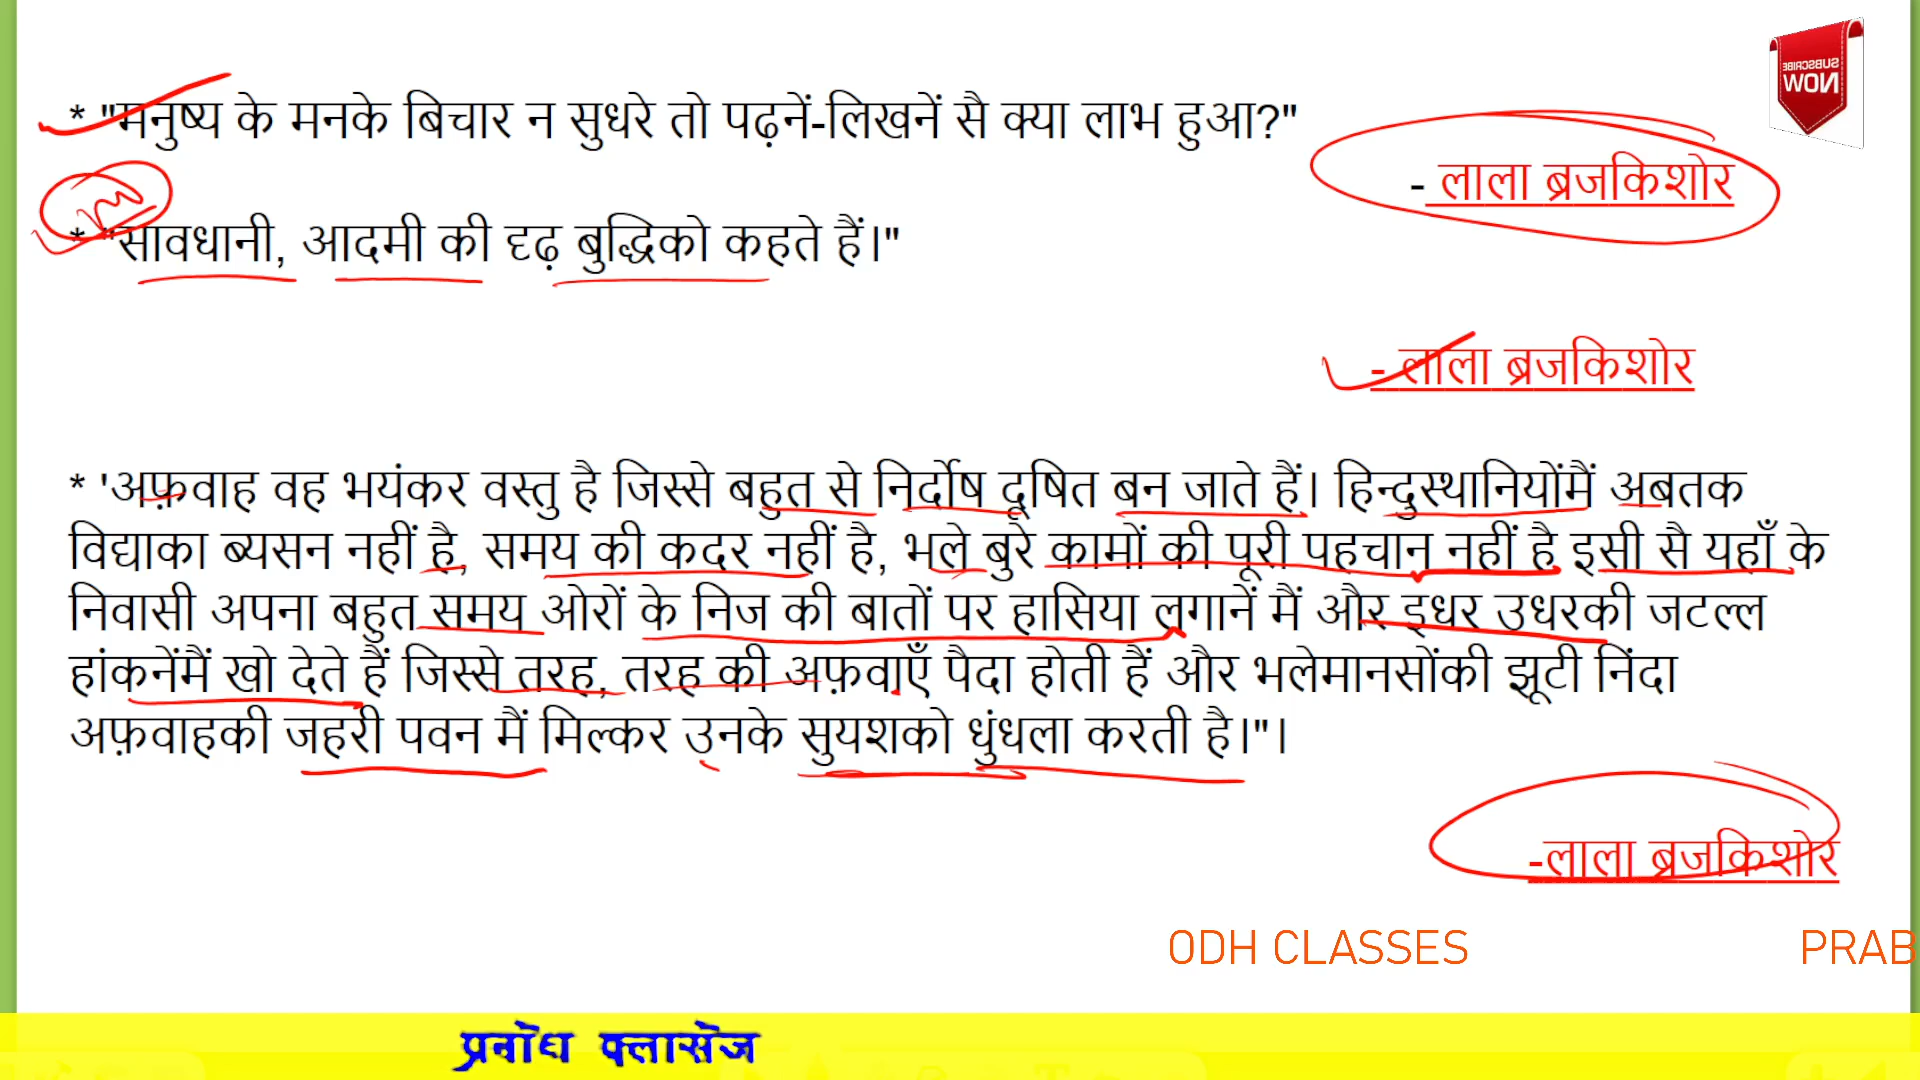 SUBSCRIBE
NOW
* "मनुष्य के मनके बिचार न सुधरे तो पढ़नें-लिखनें सै क्या लाभ हुआ?"
- लाला ब्रजकिशोर
* "सावधानी, आदमी की दृढ़ बुद्धिको कहते हैं।"
- लाला ब्रजकिशोर
* 'अफ़वाह वह भयंकर वस्तु है जिस्से बहुत से निर्दोष दूषित बन जाते हैं। हिन्दुस्थानियोंमैं अबतक
विद्याका ब्यसन नहीं है, समय की कदर नहीं है, भले बुरे कामों की पूरी पहचान नहीं है इसी सै यहाँ के
निवासी अपना बहुत समय ओरों के निज की बातों पर हासिया लगानें मैं और इधर उधरकी जटल्ल
हांकनेंमैं खो देते हैं जिस्से तरह, तरह की अफ़वाएँ पैदा होती हैं और भलेमानसोंकी झूटी निंदा
अफ़वाहकी जहरी पवन मैं मिल्कर उनके सुयशको धुंधला करती है।"।
-लाला ब्रजकिशोर
ODH CLASSES PRAB
प्रबोध क्लासेज